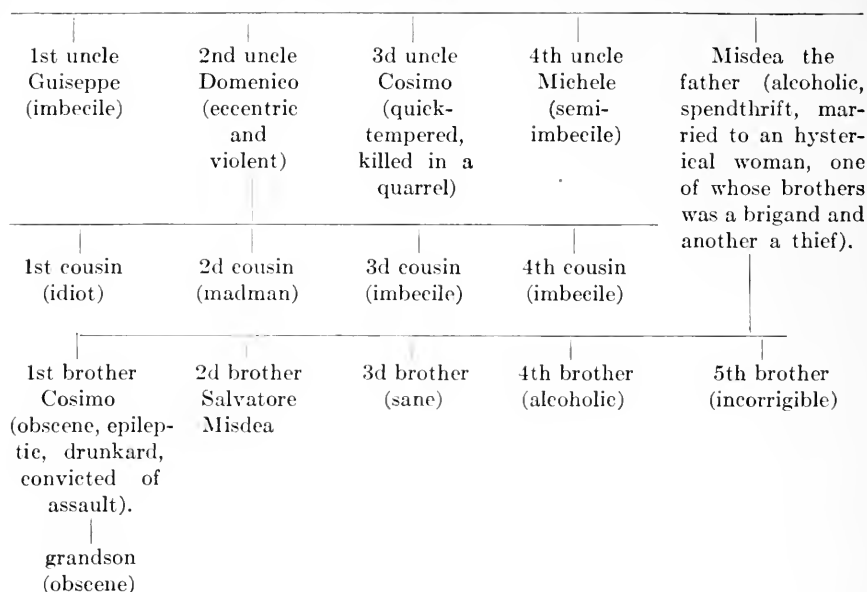 1st uncle
Guiseppe
(imbecile)
2nd uncle
Domenico
(eccentric
and
violent)
3d uncle
Cosimo
(quick-
tempered,
killed in a
quarrel)
4th uncle
Michele
(semi-
imbecile)
Misdea the
father (alcoholic,
spendthrift, mar-
ried to an hyster-
ical woman, one
of whose brothers
was a brigand and
another a thief).
1st cousin
(idiot)
2d cousin
(madman)
3d cousin
(imbecile)
4th cousin
(imbecile)
1st brother
Cosimo
(obscene, epilep-
tic, drunkard,
convicted of
assault).
2d brother
Salvatore
Misdea
3d brother
(sane)
4th brother
(alcoholic)
5th brother
(incorrigible)
grandson
(obscene)